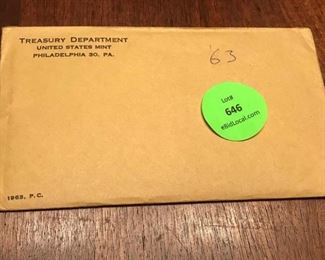 TREASURY DEPARTMENT
UNITED STATES MINT
PHILADELPHIA 30, PA.
'63
Lot#
646
eBidLocal.com
1963, P.C.